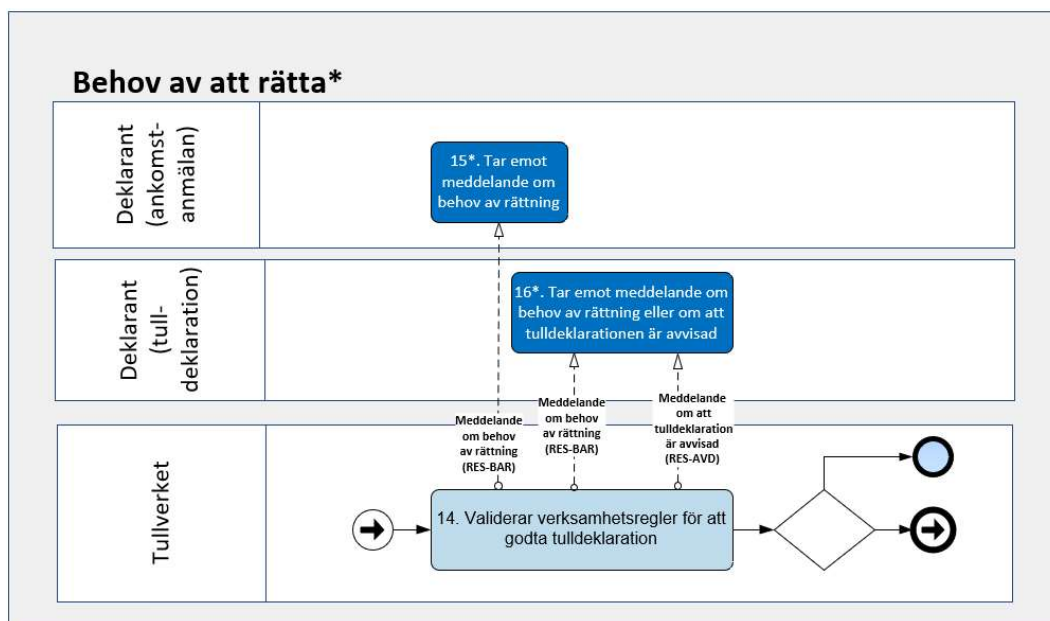 Behov av att rätta*
Deklarant
(ankomst-
anmälan)
15*. Tar emot
meddelande om
behov av rättning
Deklarant
(tull-
deklaration)
16*. Tar emot meddelande om
behov av rättning eller om att
tulldeklarationen är avvisad
Meddelande
om behov
av rättning
(RES-BAR)
Meddelande
om behov
av rättning
(RES-BAR)
Meddelande
om att
tulldeklaration
är avvisad
(RES-AVD)
Tullverket
14. Validerar verksamhetsregler för att
godta tulldeklaration